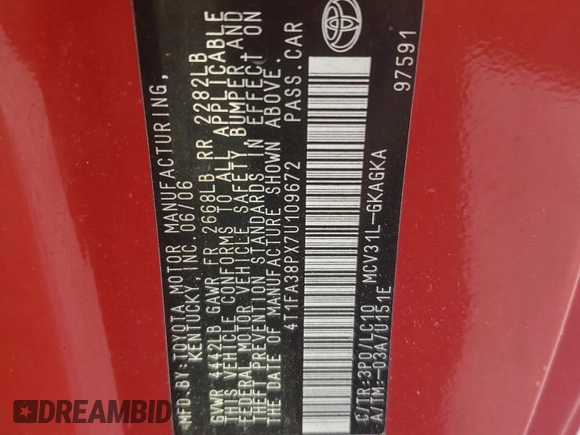 MFD. BY: TOYOTA MOTOR MANUFACTURING,
KENTUCKY, INC. 06/06
GVWR 4442LB GAWR FR 2668LB RR 2282LB
THIS VEHICLE CONFORMS TO ALL APPLICABLE
FEDERAL MOTOR VEHICLE SAFETY BUMPER, AND
THEFT PREVENTION STANDARDS IN EFFECT ON
THE DATE OF MANUFACTURE SHOWN ABOVE.
4T1FA38PX7U109672 PASS. CAR
C/TR:3P0/LC10 MCV31L-GKAGKA
A/TM:-03A/U151E 97591
DREAMBID